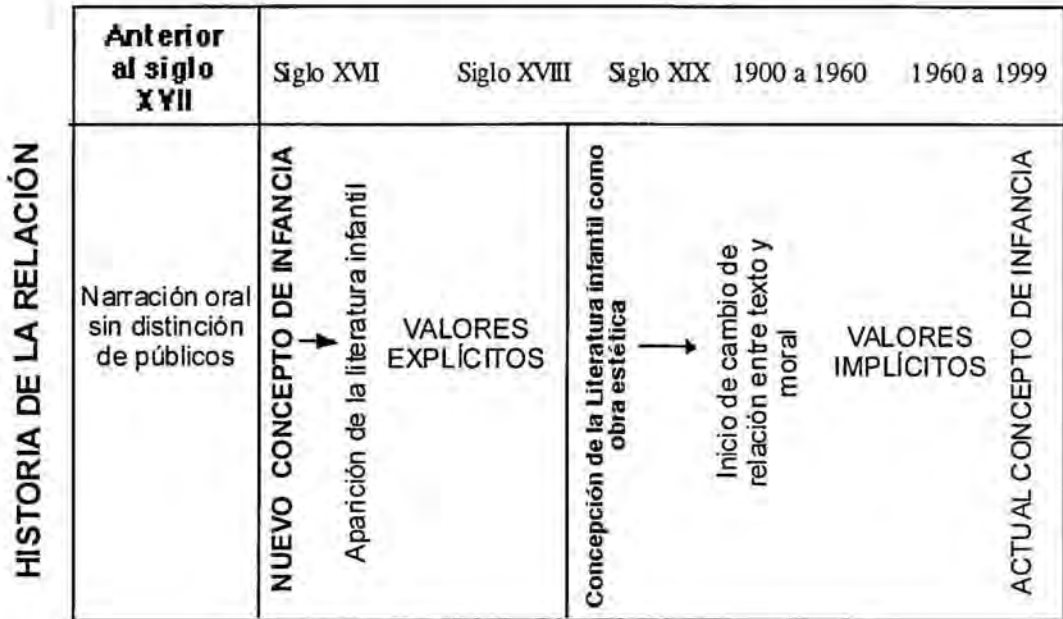 HISTORIA DE LA RELACIÓN
Anterior
al siglo
XVII
Siglo XVII
Siglo XVIII
Siglo XIX
1900 a 1960
1960 a 1999
Narración oral
sin distinción
de públicos
NUEVO CONCEPTO DE INFANCIA
Aparición de la literatura infantil
VALORES
EXPLÍCITOS
Concepción de la Literatura infantil como
obra estética
Inicio de cambio de
relación entre texto y
moral
VALORES
IMPLÍCITOS
ACTUAL CONCEPTO DE INFANCIA